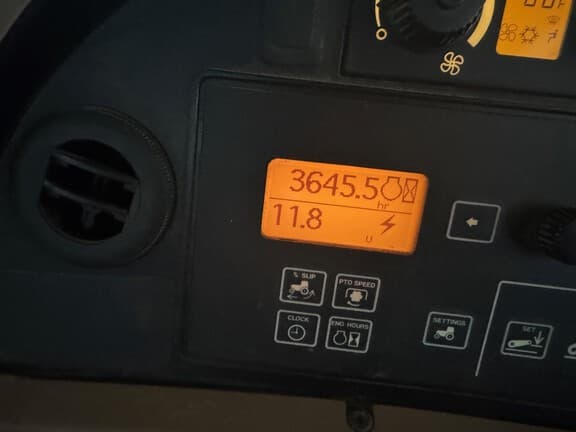 3645.5
hr
11.8
U
% SLIP
PTO SPEED
CLOCK
ENG HOURS
SETTINGS
SET